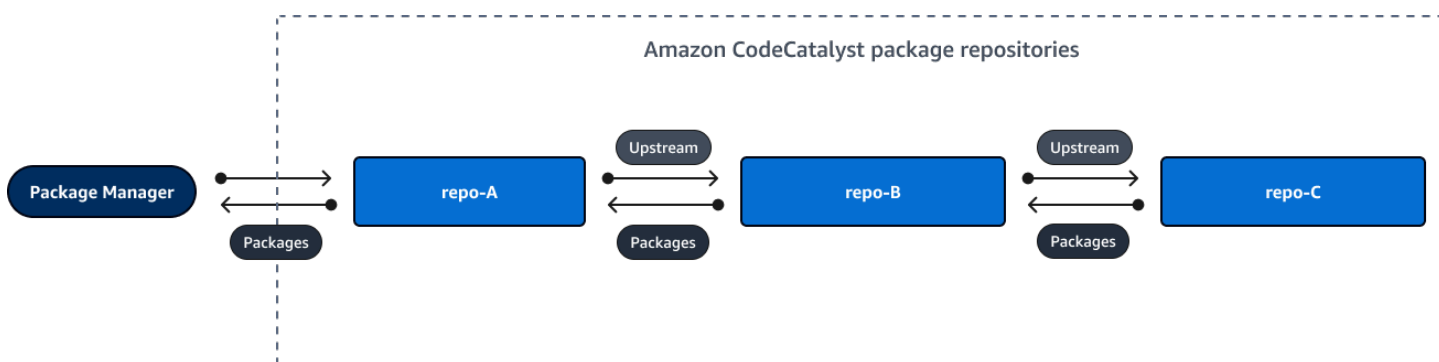 Amazon CodeCatalyst package repositories
Upstream
Upstream
Package Manager
repo-A
repo-B
repo-C
Packages
Packages
Packages